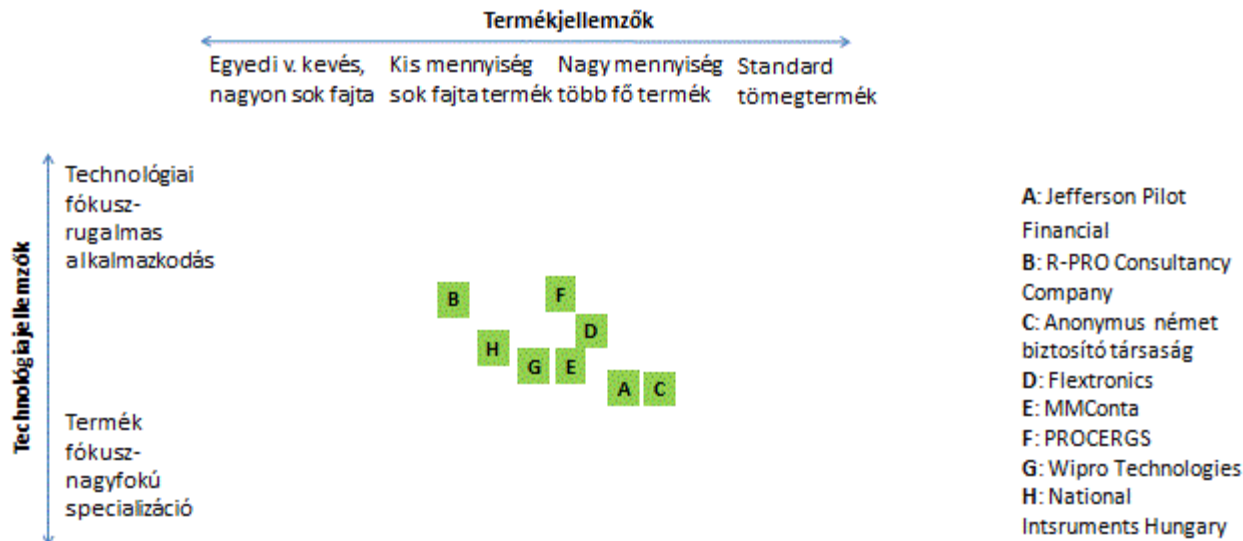 Termékjellemzők
Egyedi v. kevés,
nagyon sok fajta
Kis mennyiség
sok fajta termék
Nagy mennyiség
több fő termék
Standard
tömegtermék
Technológiajellemzők
Technológiai
fókusz-
rugalmas
alkalmazkodás
Termék
fókusz-
nagyfokú
specializáció
B
F
D
H
G
E
A
C
A: Jefferson Pilot
Financial
B: R-PRO Consultancy
Company
C: Anonymus német
biztosító társaság
D: Flextronics
E: MMConta
F: PROCERGS
G: Wipro Technologies
H: National
Intsruments Hungary